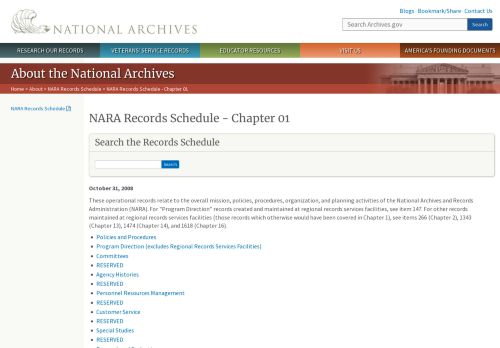 Blogs · Bookmark/Share · Contact Us
NATIONAL ARCHIVES
Search Archives.gov
Search
RESEARCH OUR RECORDS
VETERANS' SERVICE RECORDS
EDUCATOR RESOURCES
VISIT US
AMERICA'S FOUNDING DOCUMENTS
About the National Archives
Home > About > NARA Records Schedule > NARA Records Schedule - Chapter 01
NARA Records Schedule
NARA Records Schedule - Chapter 01
Search the Records Schedule
Search
October 31, 2008
These operational records relate to the overall mission, policies, procedures, organization, and planning activities of the National Archives and Records
Administration (NARA). For "Program Direction" records created and maintained at regional records services facilities, see item 147. For other records
maintained at regional records services facilities (those records which otherwise would have been covered in Chapter 1), see items 266 (Chapter 2), 1343
(Chapter 13), 1474 (Chapter 14), and 1618 (Chapter 16).
• Policies and Procedures
• Program Direction (excludes Regional Records Services Facilities)
• Committees
• RESERVED
• Agency Histories
• RESERVED
• Personnel Resources Management
• RESERVED
• Customer Service
• RESERVED
• Special Studies
• RESERVED